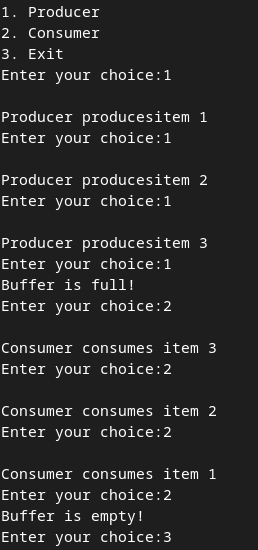 1. Producer
2. Consumer
3. Exit
Enter your choice:1
Producer producesitem 1
Enter your choice:1
Producer producesitem 2
Enter your choice:1
Producer producesitem 3
Enter your choice:1
Buffer is full!
Enter your choice:2
Consumer consumes item 3
Enter your choice:2
Consumer consumes item 2
Enter your choice:2
Consumer consumes item 1
Enter your choice:2
Buffer is empty!
Enter your choice:3